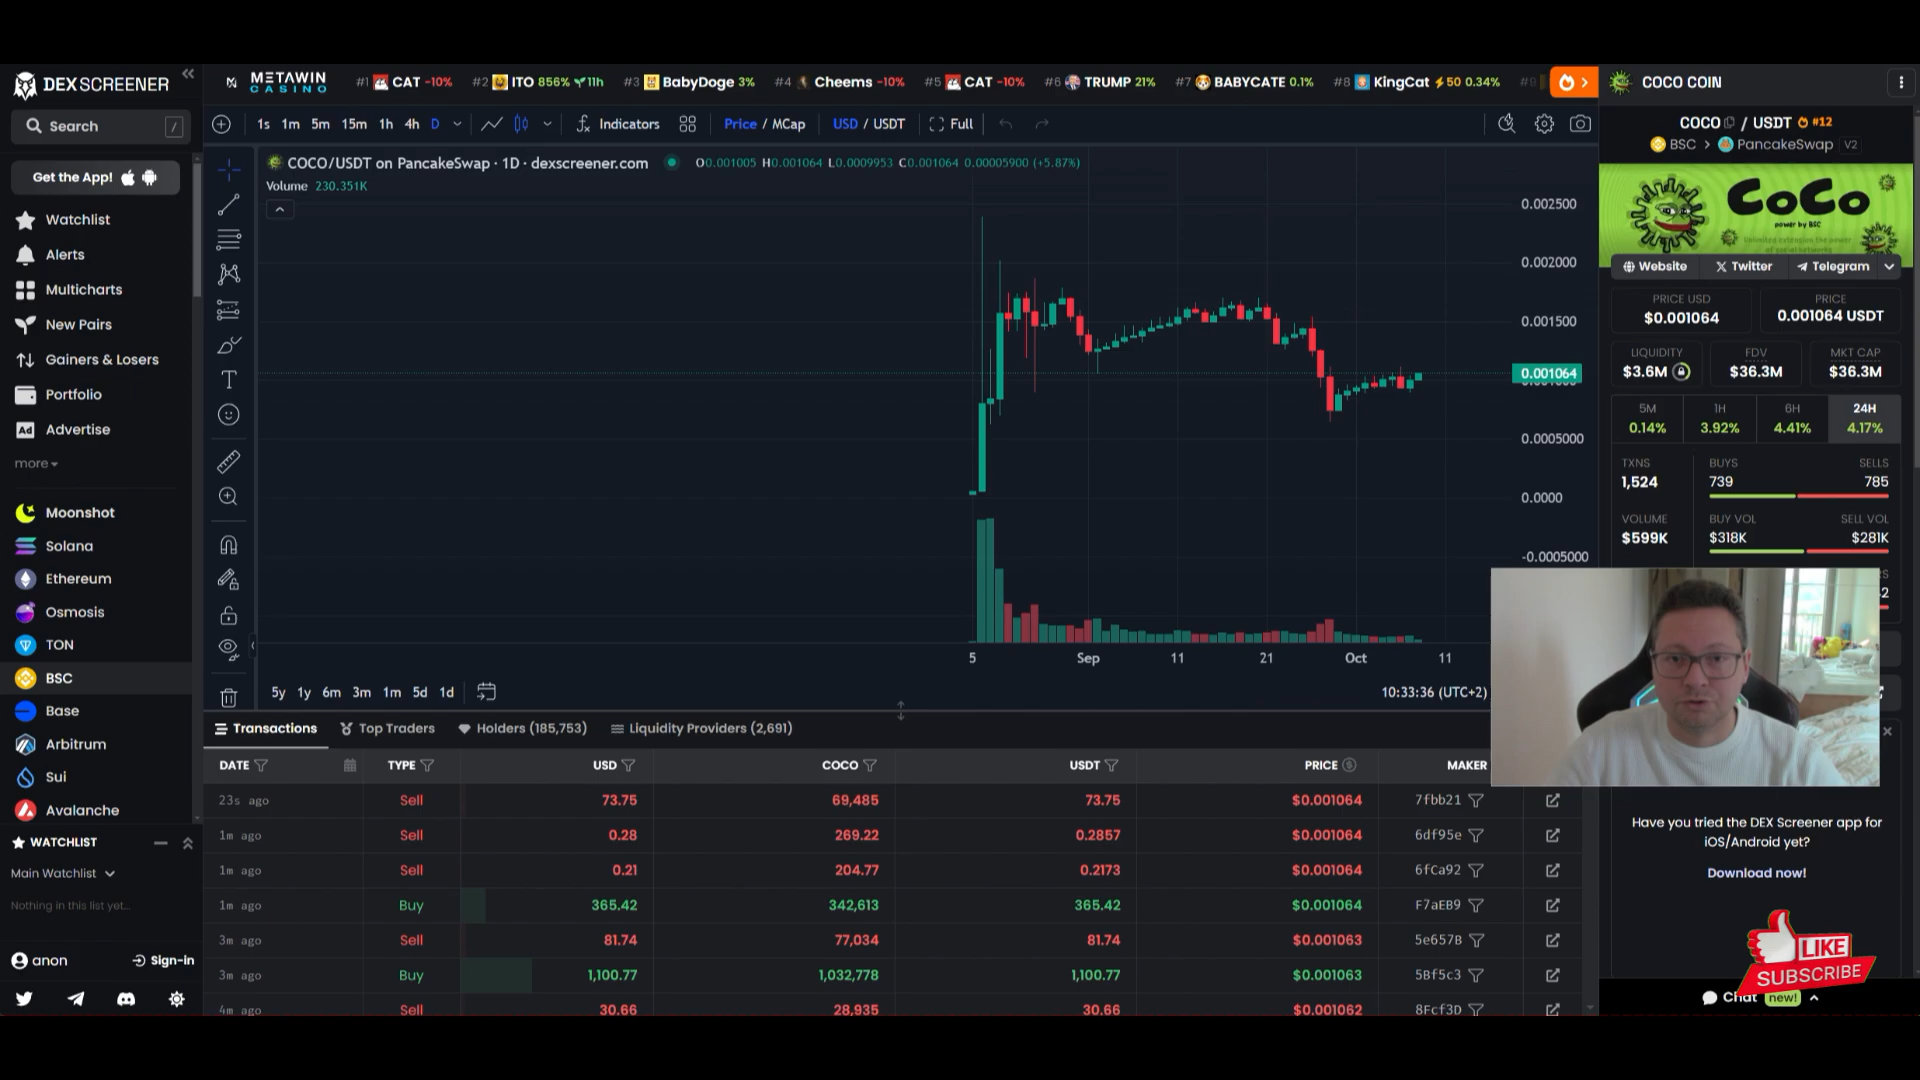 DEX SCREENER
METAWIN CASINO
#1 CAT -10%
#2 ITO 856% 11h
#3 BabyDoge 3%
#4 Cheems -10%
#5 CAT -10%
#6 TRUMP 21%
#7 BABYCATE 0.1%
#8 KingCat 50 0.34%
#9
COCO COIN
Search /
1s 1m 5m 15m 1h 4h D
Indicators
Price / MCap
USD / USDT
Full
COCO / USDT #12
BSC > PancakeSwap V2
Get the App!
Watchlist
Alerts
Multicharts
New Pairs
Gainers & Losers
Portfolio
Ad Advertise
more
Moonshot
Solana
Ethereum
Osmosis
TON
BSC
Base
Arbitrum
Sui
Avalanche
WATCHLIST
Main Watchlist
Nothing in this list yet...
anon Sign-in
COCO/USDT on PancakeSwap · 1D · dexscreener.com
O0.001005 H0.001064 L0.0009953 C0.001064 0.00005900 (+5.87%)
Volume 230.351K
0.002500
0.002000
0.001500
0.001064
0.0005000
0.0000
-0.0005000
5 Sep 11 21 Oct 11
5y 1y 6m 3m 1m 5d 1d
10:33:36 (UTC+2)
Transactions
Top Traders
Holders (185,753)
Liquidity Providers (2,691)
DATE TYPE USD COCO USDT PRICE MAKER
23s ago Sell 73.75 69,485 73.75 $0.001064 7fbb21
1m ago Sell 0.28 269.22 0.2857 $0.001064 6df95e
1m ago Sell 0.21 204.77 0.2173 $0.001064 6fCa92
1m ago Buy 365.42 342,613 365.42 $0.001064 F7aEB9
3m ago Sell 81.74 77,034 81.74 $0.001063 5e657B
3m ago Buy 1,100.77 1,032,778 1,100.77 $0.001063 5Bf5c3
4m ago Sell 30.66 28,935 30.66 $0.001062 8Fcf3D
CoCo
power by BSC
Website
Twitter
Telegram
PRICE USD
$0.001064
PRICE
0.001064 USDT
LIQUIDITY
$3.6M
FDV
$36.3M
MKT CAP
$36.3M
5M
0.14%
1H
3.92%
6H
4.41%
24H
4.17%
TXNS
1,524
BUYS
739
SELLS
785
VOLUME
$599K
BUY VOL
$318K
SELL VOL
$281K
Have you tried the DEX Screener app for
iOS/Android yet?
Download now!
LIKE
SUBSCRIBE
Chat new!